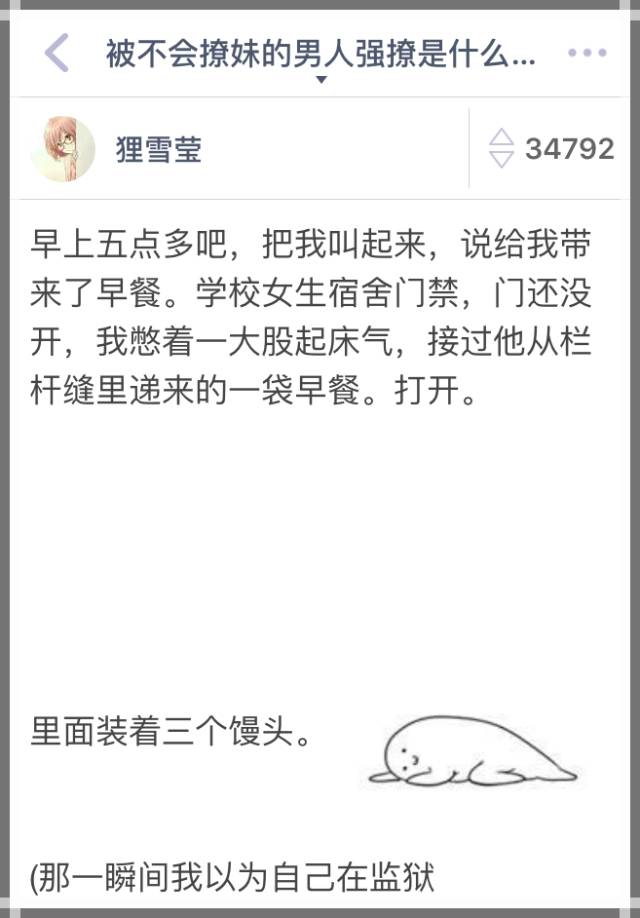 被不会撩妹的男人强撩是什么...
狸雪莹
34792
早上五点多吧，把我叫起来，说给我带
来了早餐。学校女生宿舍门禁，门还没
开，我憋着一大股起床气，接过他从栏
杆缝里递来的一袋早餐。打开。
里面装着三个馒头。
(那一瞬间我以为自己在监狱